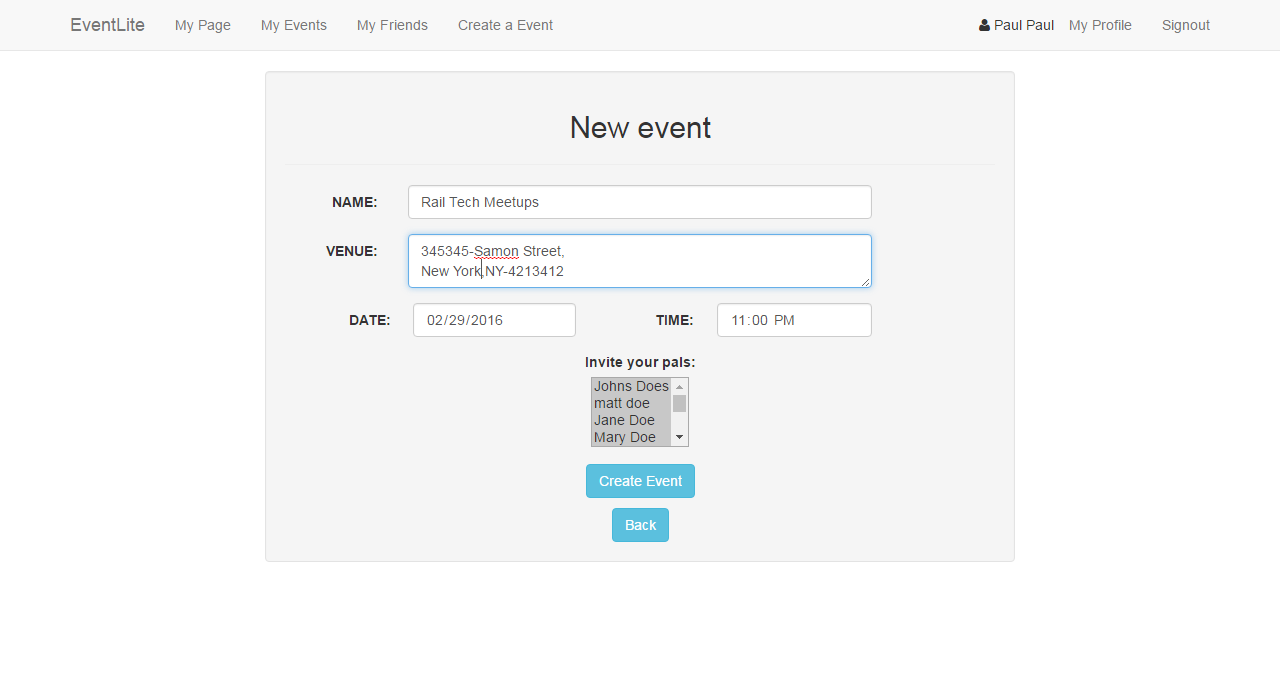 EventLite My Page My Events My Friends Create a Event Paul Paul My Profile Signout
New event
NAME: Rail Tech Meetups
VENUE: 345345-Samon Street,
New York,NY-4213412
DATE: 02/29/2016 TIME: 11:00 PM
Invite your pals:
Johns Does
matt doe
Jane Doe
Mary Doe
Create Event
Back